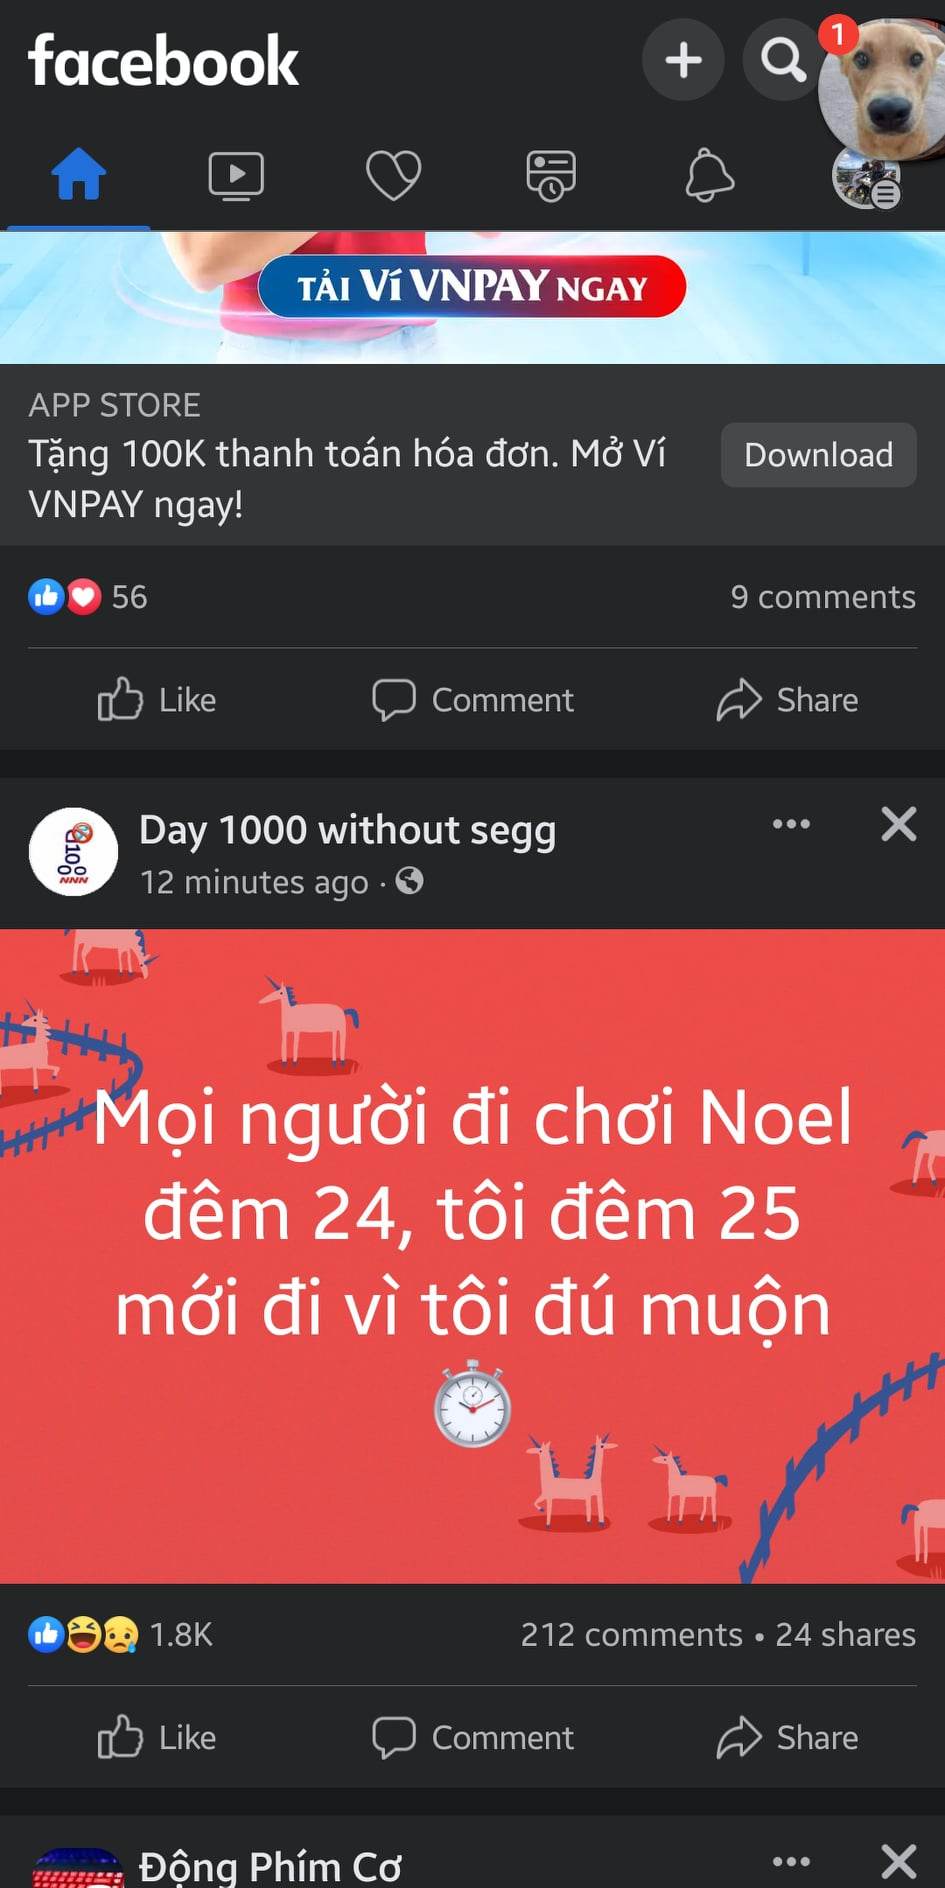 facebook
1
TẢI Ví VNPAY NGAY
APP STORE
Tặng 100K thanh toán hóa đơn. Mở Ví
VNPAY ngay!
Download
56
9 comments
Like
Comment
Share
Day 1000 without segg
12 minutes ago ·
Mọi người đi chơi Noel
đêm 24, tôi đêm 25
mới đi vì tôi đú muộn
1.8K
212 comments • 24 shares
Like
Comment
Share
Động Phím Cơ